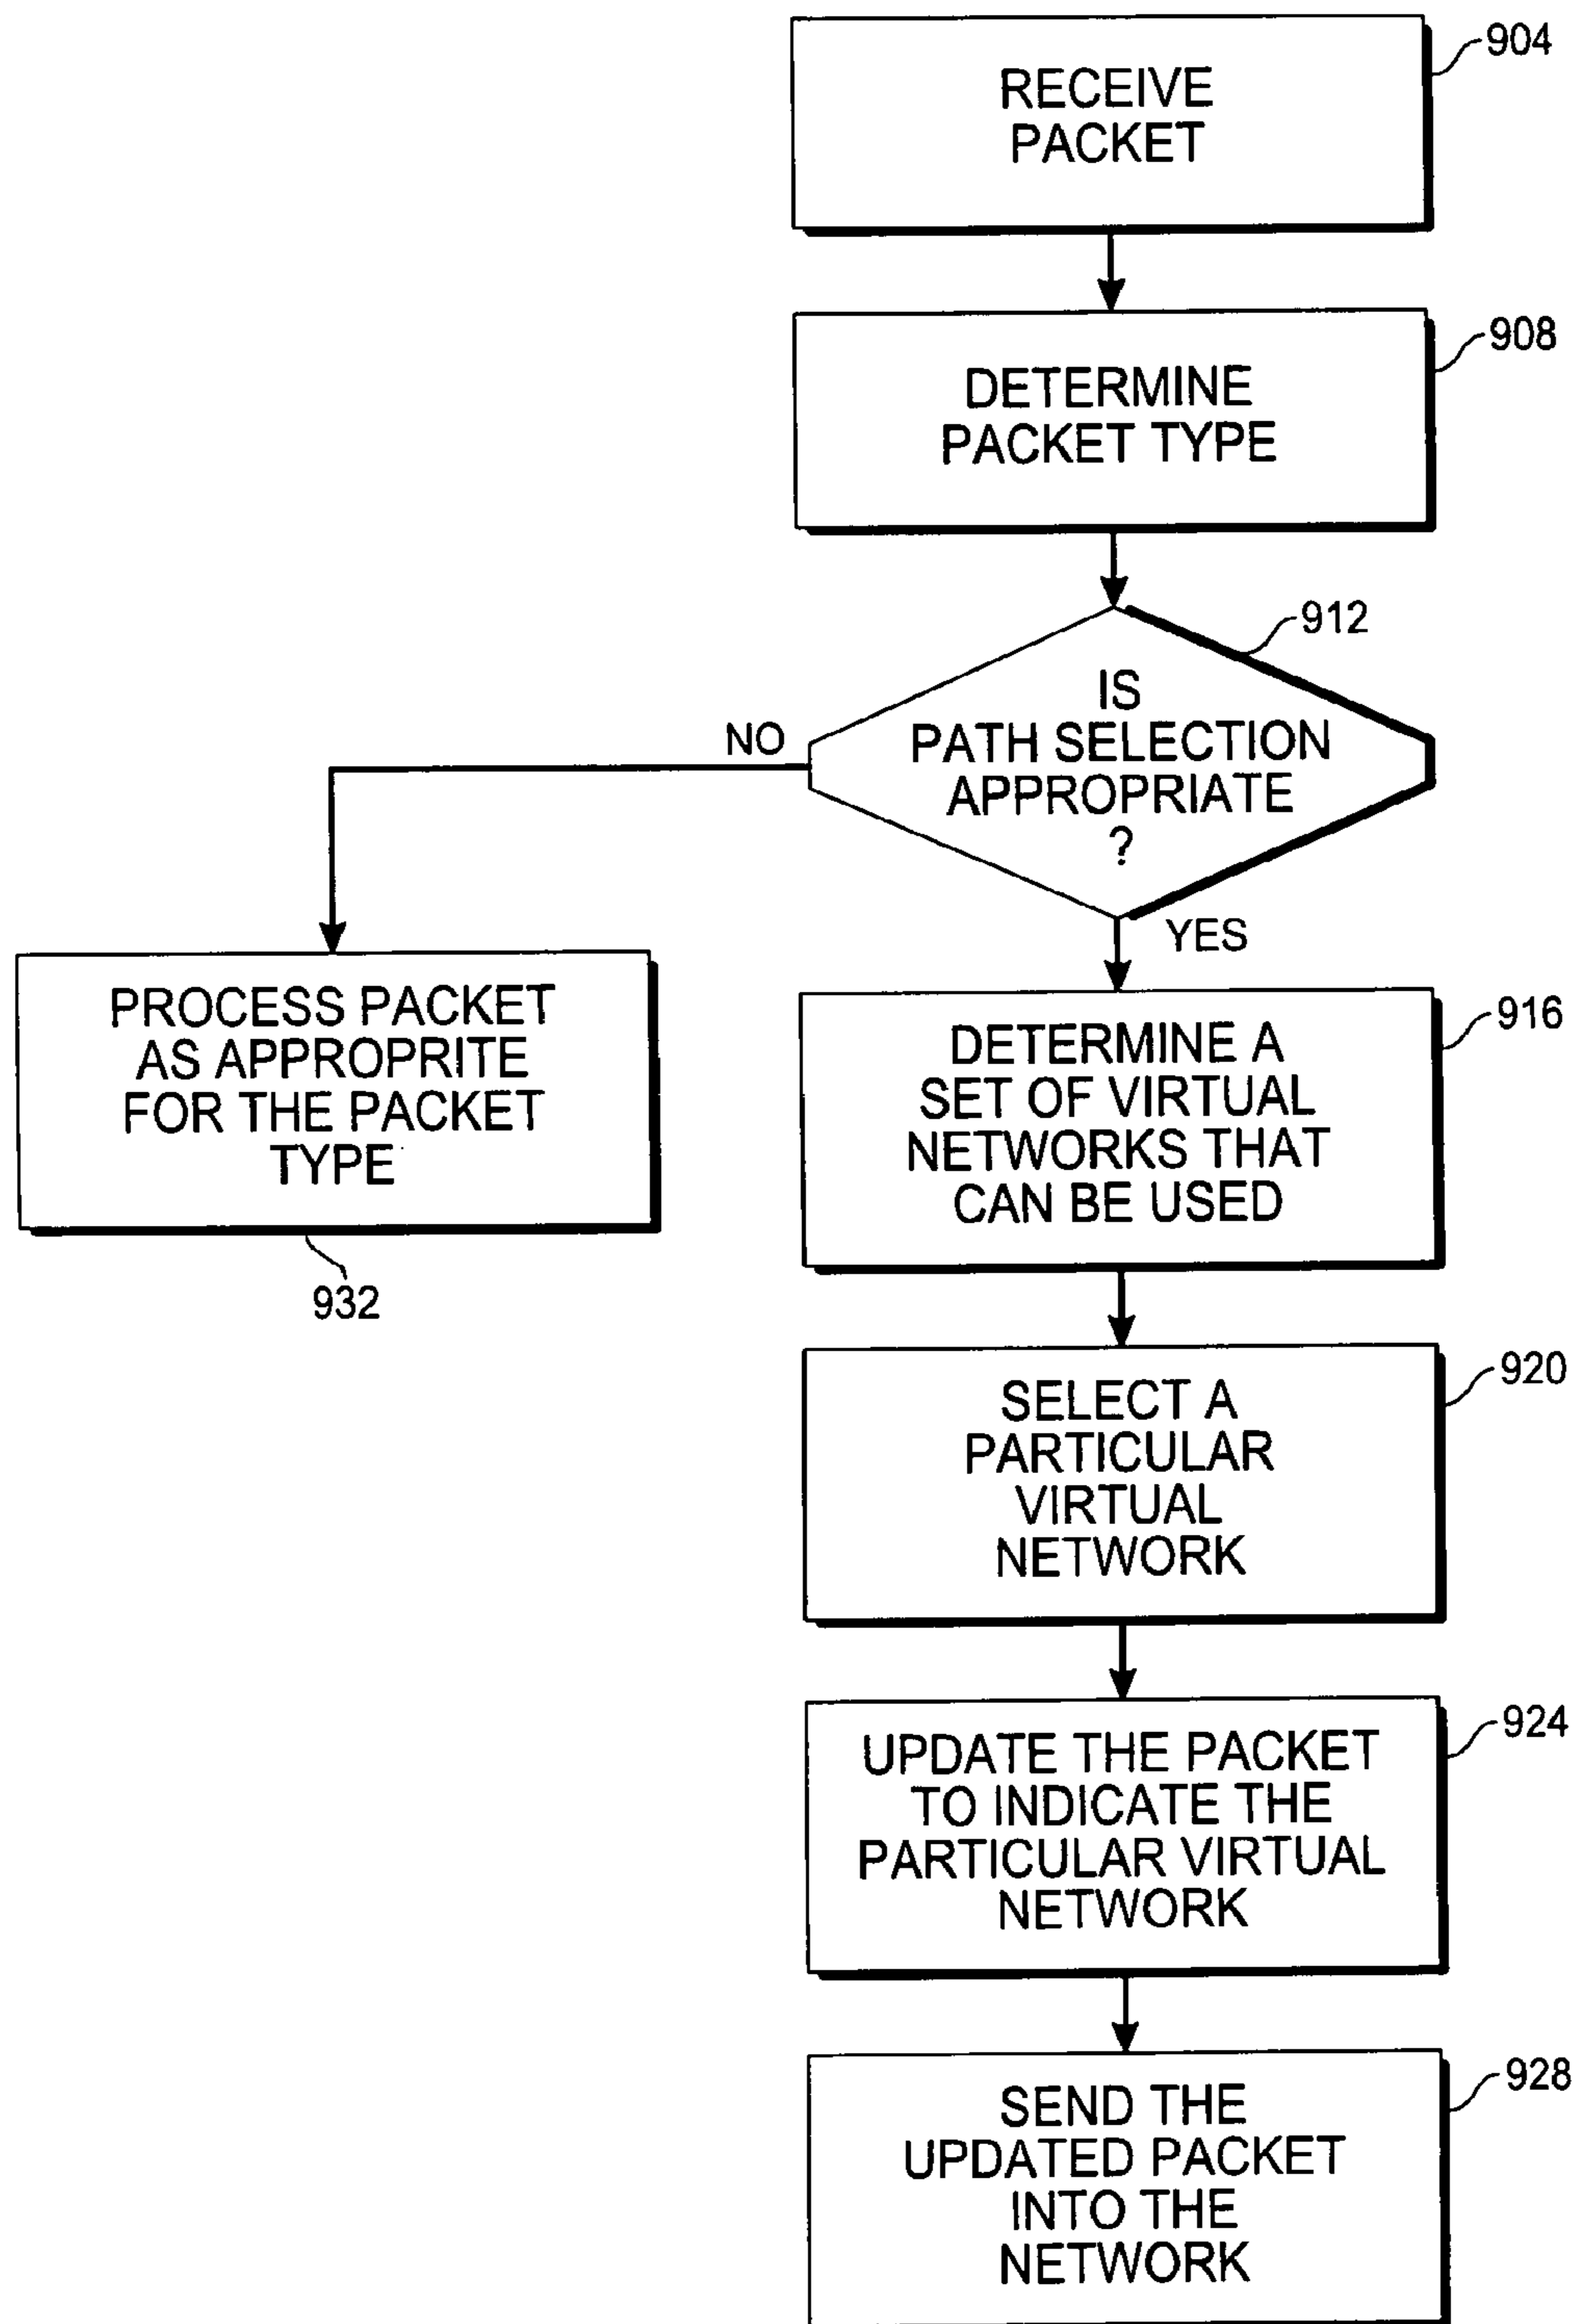 904
RECEIVE
PACKET
908
DETERMINE
PACKET TYPE
912
IS
PATH SELECTION
APPROPRIATE
?
NO
YES
PROCESS PACKET
AS APPROPRITE
FOR THE PACKET
TYPE
932
916
DETERMINE A
SET OF VIRTUAL
NETWORKS THAT
CAN BE USED
920
SELECT A
PARTICULAR
VIRTUAL
NETWORK
924
UPDATE THE PACKET
TO INDICATE THE
PARTICULAR VIRTUAL
NETWORK
928
SEND THE
UPDATED PACKET
INTO THE
NETWORK